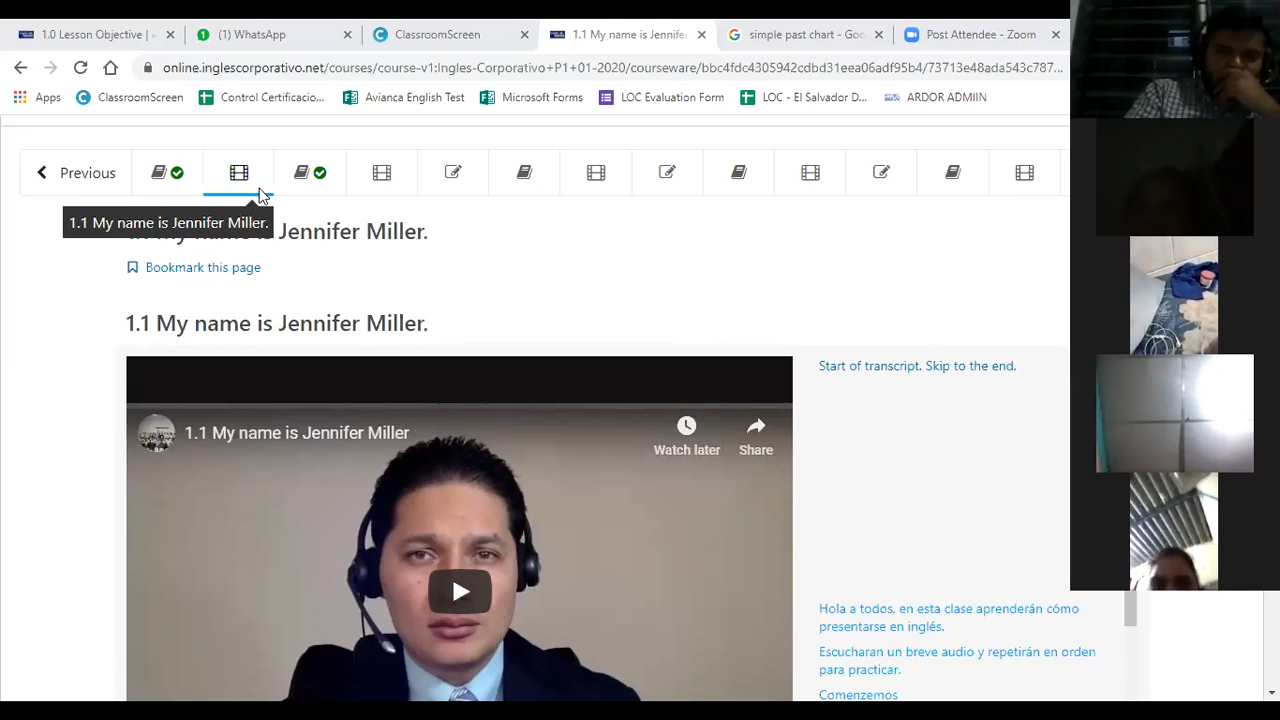 1.0 Lesson Objective |
(1) WhatsApp
ClassroomScreen
1.1 My name is Jennife
simple past chart - Goo
Post Attendee - Zoom
online.inglescorporativo.net/courses/course-v1:Ingles-Corporativo+P1+01-2020/courseware/bbc4fdc4305942cdbd31eea06adf95b4/73713e48ada543c787...
Apps
ClassroomScreen
Control Certificacio...
Avianca English Test
Microsoft Forms
LOC Evaluation Form
LOC - El Salvador D...
ARDOR ADMIIN
Previous
1.1 My name is Jennifer Miller.
Jennifer Miller.
Bookmark this page
1.1 My name is Jennifer Miller.
1.1 My name is Jennifer Miller
Watch later
Share
Start of transcript. Skip to the end.
Hola a todos, en esta clase aprenderán cómo
presentarse en inglés.
Escucharan un breve audio y repetirán en orden
para practicar.
Comenzemos